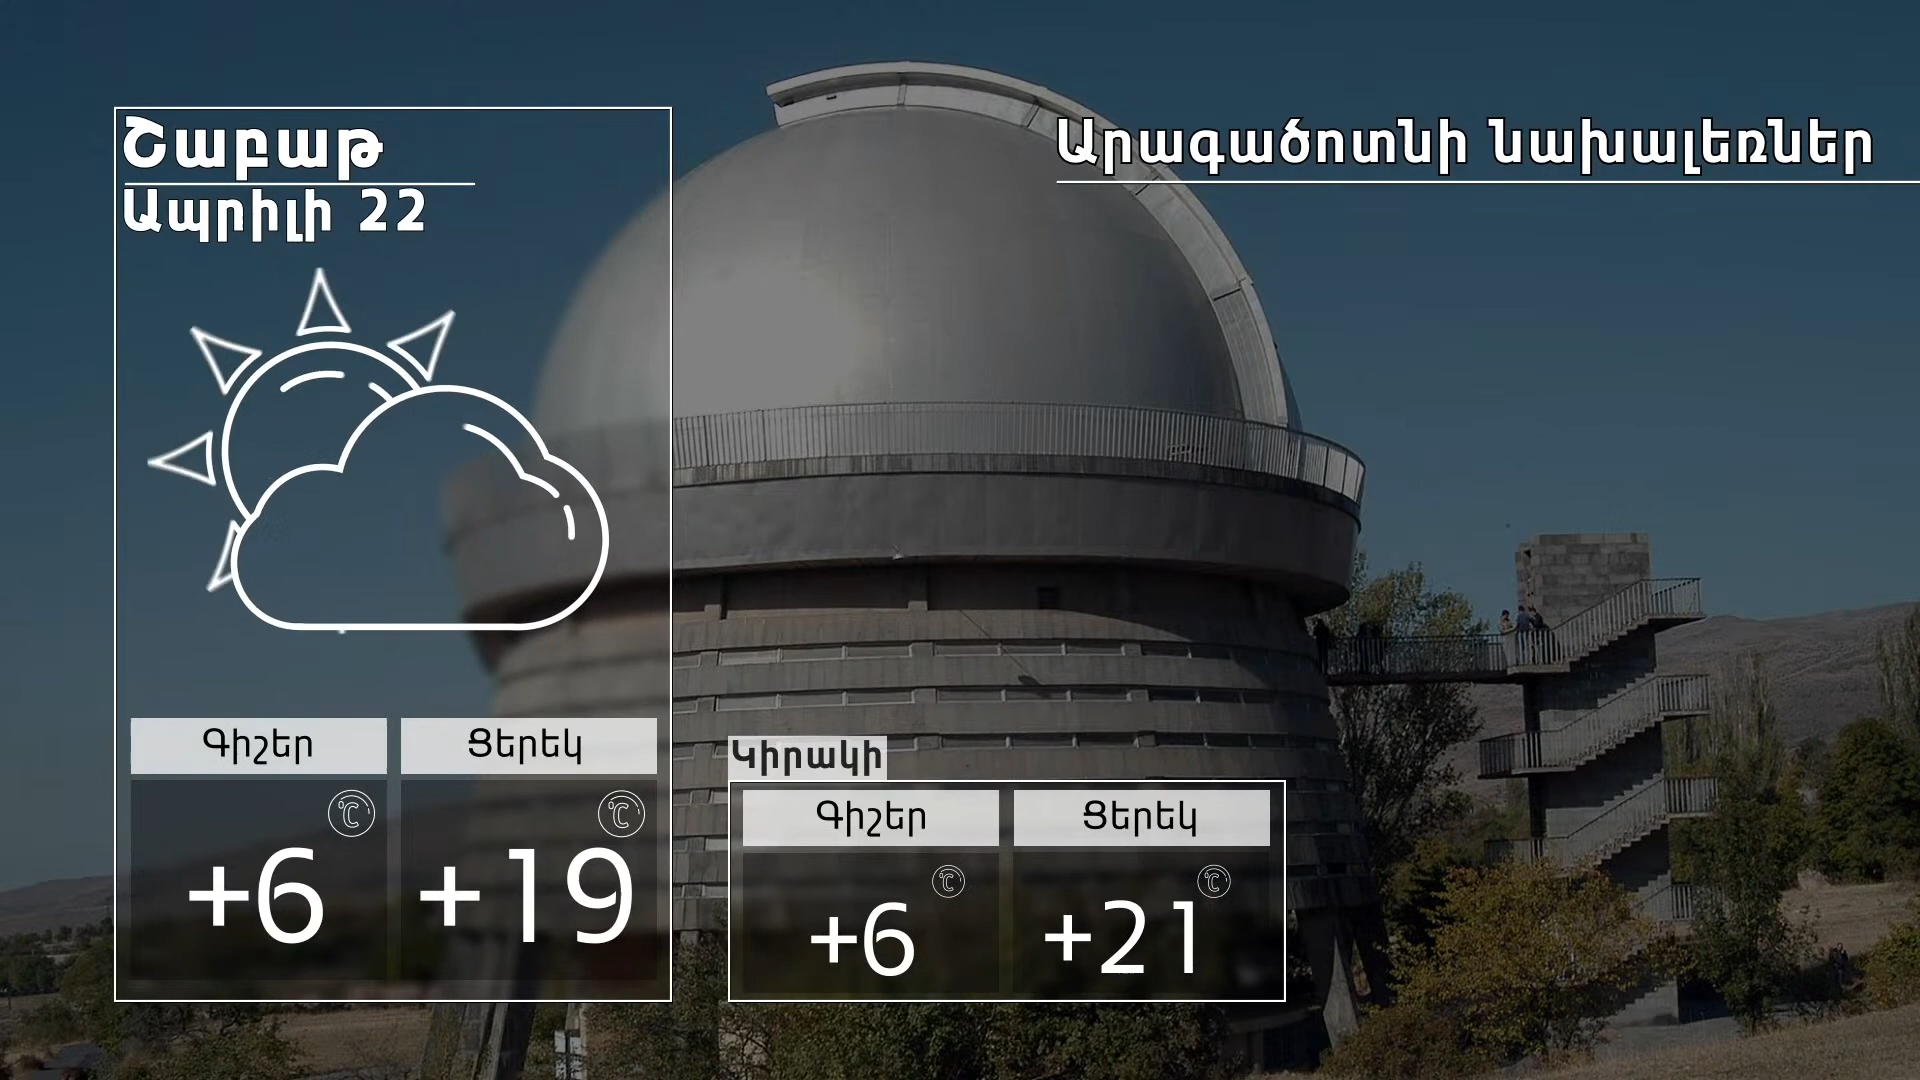 Շաբաթ
Ապրիլի 22
Արագածոտնի նախալեռներ
Գիշեր Ցերեկ
°C °C
+6 +19
Կիրակի
Գիշեր Ցերեկ
°C °C
+6 +21